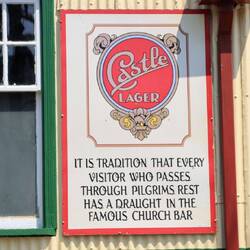 Castle
LAGER
IT IS TRADITION THAT EVERY
VISITOR WHO PASSES
THROUGH PILGRIMS REST
HAS A DRAUGHT IN THE
FAMOUS CHURCH BAR